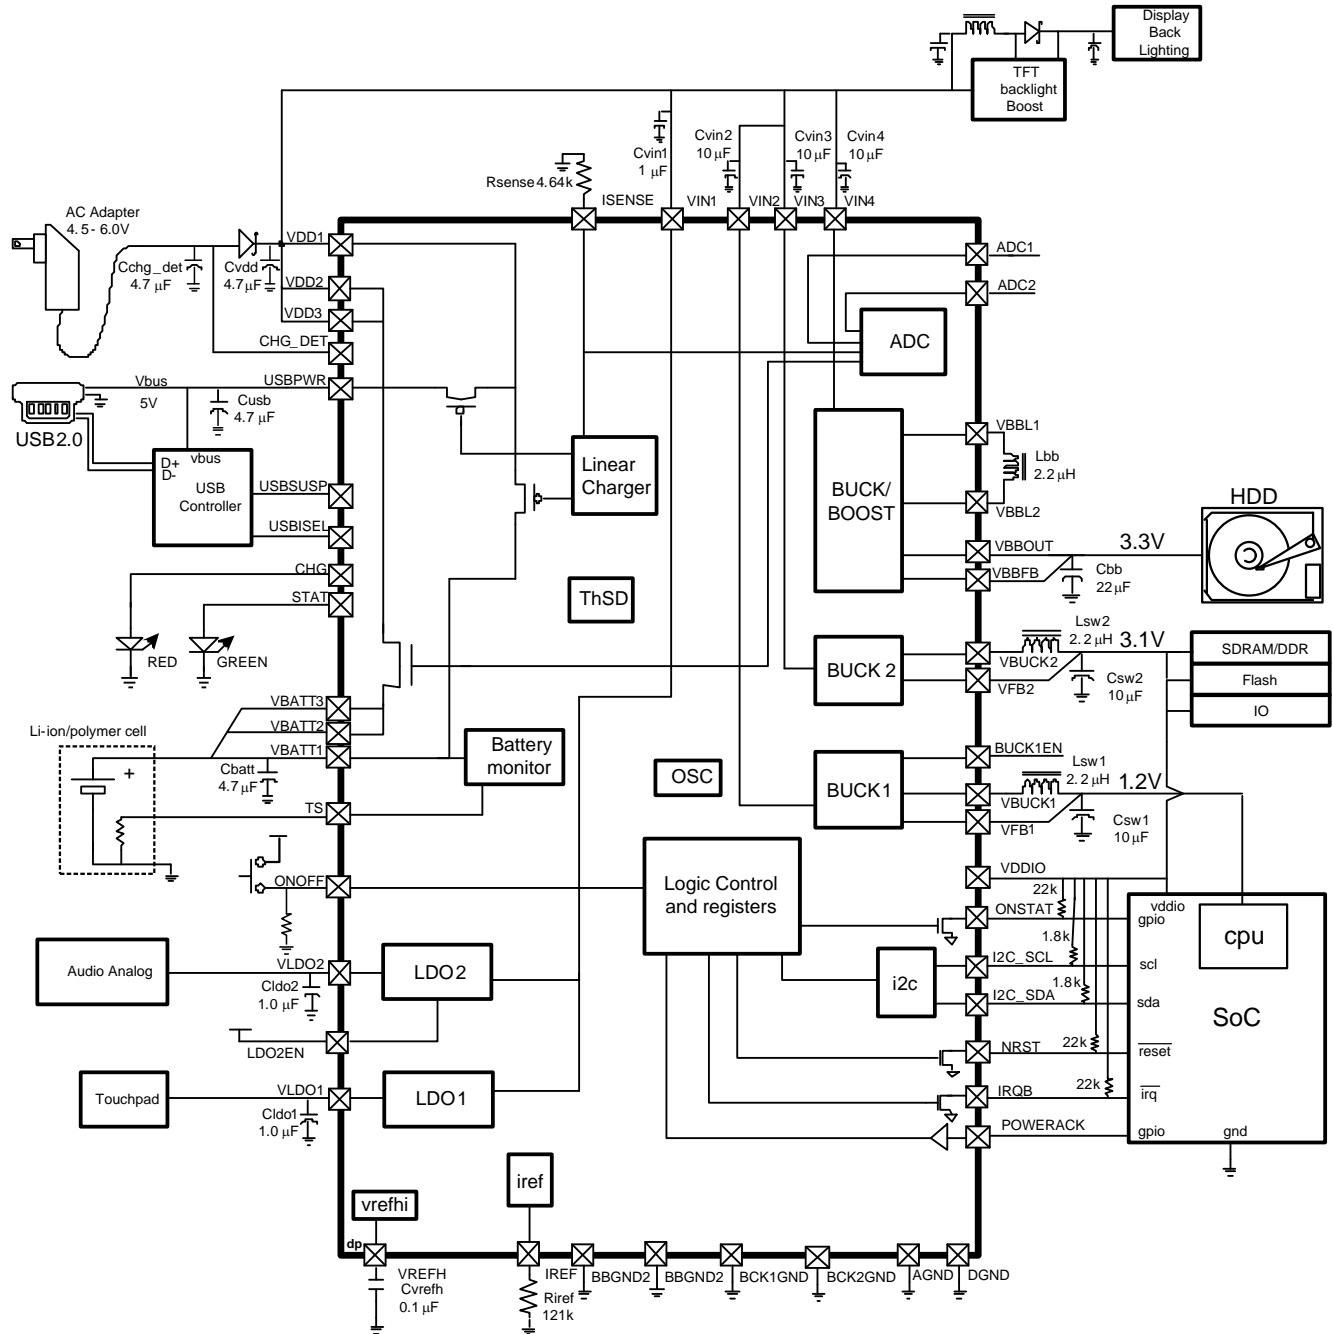 Display
Back
Lighting
TFT
backlight
Boost
Cvin1
1 µF
Cvin2
10 µF
Cvin3
10 µF
Cvin4
10 µF
Rsense 4.64k
ISENSE
VIN1
VIN2
VIN3
VIN4
AC Adapter
4.5 - 6.0V
Cchg_det
4.7 µF
Cvdd
4.7 µF
VDD1
VDD2
VDD3
CHG_DET
USBPWR
Vbus
5V
Cusb
4.7 µF
USB2.0
vbus
D+
D-
USB
Controller
USBSUSP
USBISEL
CHG
STAT
RED
GREEN
VBATT3
VBATT2
VBATT1
Li-ion/polymer cell
+
Cbatt
4.7 µF
TS
ONOFF
Audio Analog
VLDO2
Cldo2
1.0 µF
LDO2EN
Touchpad
VLDO1
Cldo1
1.0 µF
Linear
Charger
ThSD
Battery
monitor
OSC
Logic Control
and registers
LDO2
LDO1
i2c
ADC
BUCK/
BOOST
BUCK 2
BUCK1
ADC1
ADC2
VBBL1
Lbb
2.2 µH
VBBL2
VBBOUT
3.3V
VBBFB
Cbb
22 µF
HDD
Lsw2
2.2 µH
3.1V
VBUCK2
VFB2
Csw2
10 µF
SDRAM/DDR
Flash
IO
BUCK1EN
Lsw1
2.2 µH
1.2V
VBUCK1
VFB1
Csw1
10 µF
VDDIO
22k
ONSTAT
1.8k
I2C_SCL
1.8k
I2C_SDA
NRST
22k
IRQB
22k
POWERACK
vddio
gpio
cpu
scl
sda
SoC
reset
irq
gpio
gnd
vrefhi
iref
dp
VREFH
Cvrefh
0.1 µF
IREF
Riref
121k
BBGND2
BBGND2
BCK1GND
BCK2GND
AGND
DGND